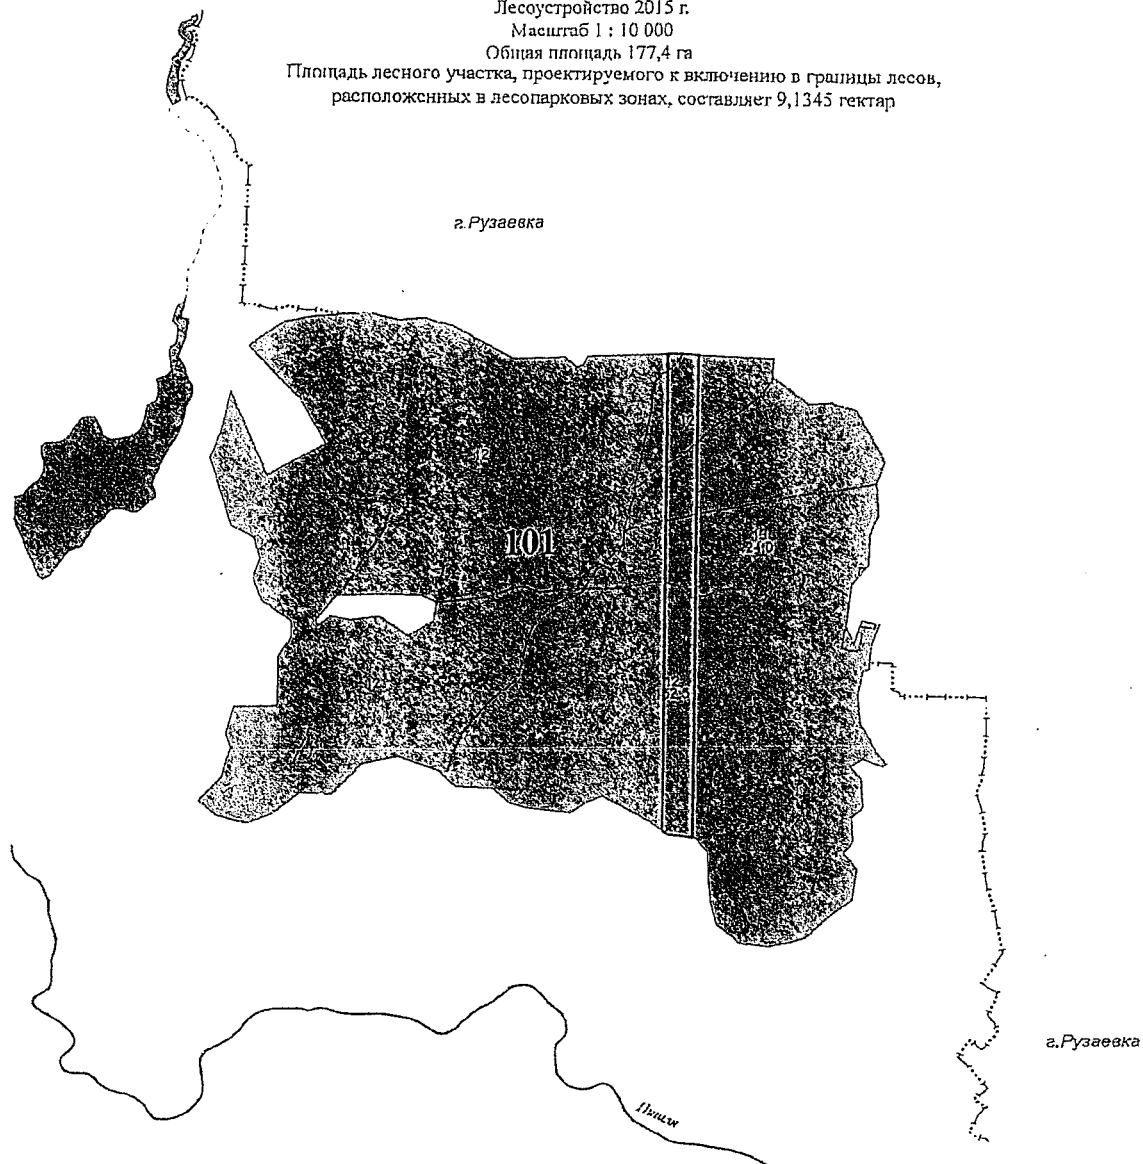 Лесоустройство 2015 г.
Масштаб 1 : 10 000
Общая площадь 177,4 га
Площадь лесного участка, проектируемого к включению в границы лесов,
расположенных в лесопарковых зонах, составляет 9,1345 гектар
г.Рузаевка
101
г.Рузаевка